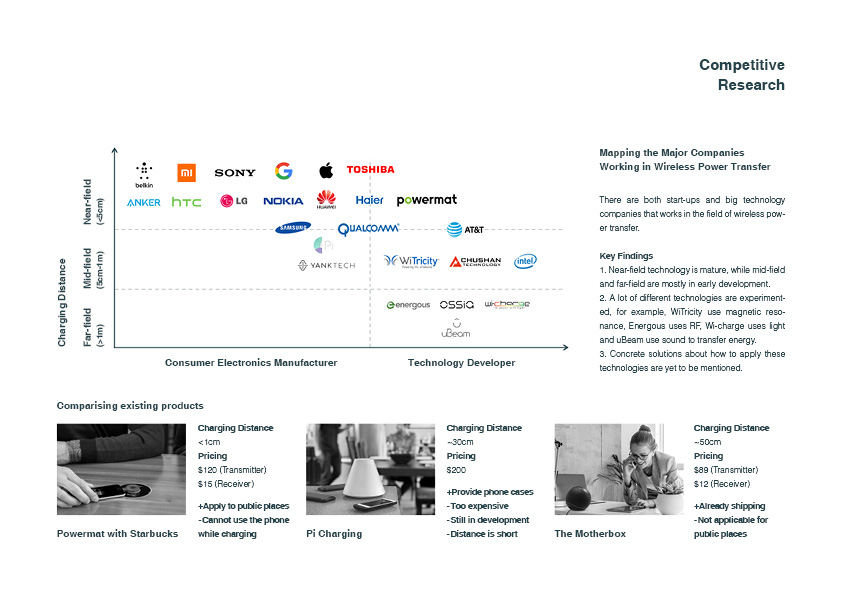 Competitive
Research
Mapping the Major Companies
Working in Wireless Power Transfer
There are both start-ups and big technology
companies that works in the field of wireless pow-
er transfer.
Key Findings
1. Near-field technology is mature, while mid-field
and far-field are mostly in early development.
2. A lot of different technologies are experiment-
ed, for example, WiTricity use magnetic reso-
nance, Energous uses RF, Wi-charge uses light
and uBeam use sound to transfer energy.
3. Concrete solutions about how to apply these
technologies are yet to be mentioned.
Charging Distance
Near-field
(<5cm)
Mid-field
(5cm-1m)
Far-field
(>1m)
belkin
MI
SONY
G
TOSHIBA
ANKER
hTC
LG
NOKIA
HUAWEI
Haier
powermat
SAMSUNG
QUALCOMM
AT&T
Pi
YANKTECH
WiTricity
CHUSHAN
TECHNOLOGY
intel
energous
OSSIA
wi-charge
uBeam
Consumer Electronics Manufacturer
Technology Developer
Comparising existing products
Charging Distance
<1cm
Pricing
$120 (Transmitter)
$15 (Receiver)
+Apply to public places
-Cannot use the phone
while charging
Powermat with Starbucks
Charging Distance
~30cm
Pricing
$200
+Provide phone cases
-Too expensive
-Still in development
-Distance is short
Pi Charging
Charging Distance
~50cm
Pricing
$89 (Transmitter)
$12 (Receiver)
+Already shipping
-Not applicable for
public places
The Motherbox